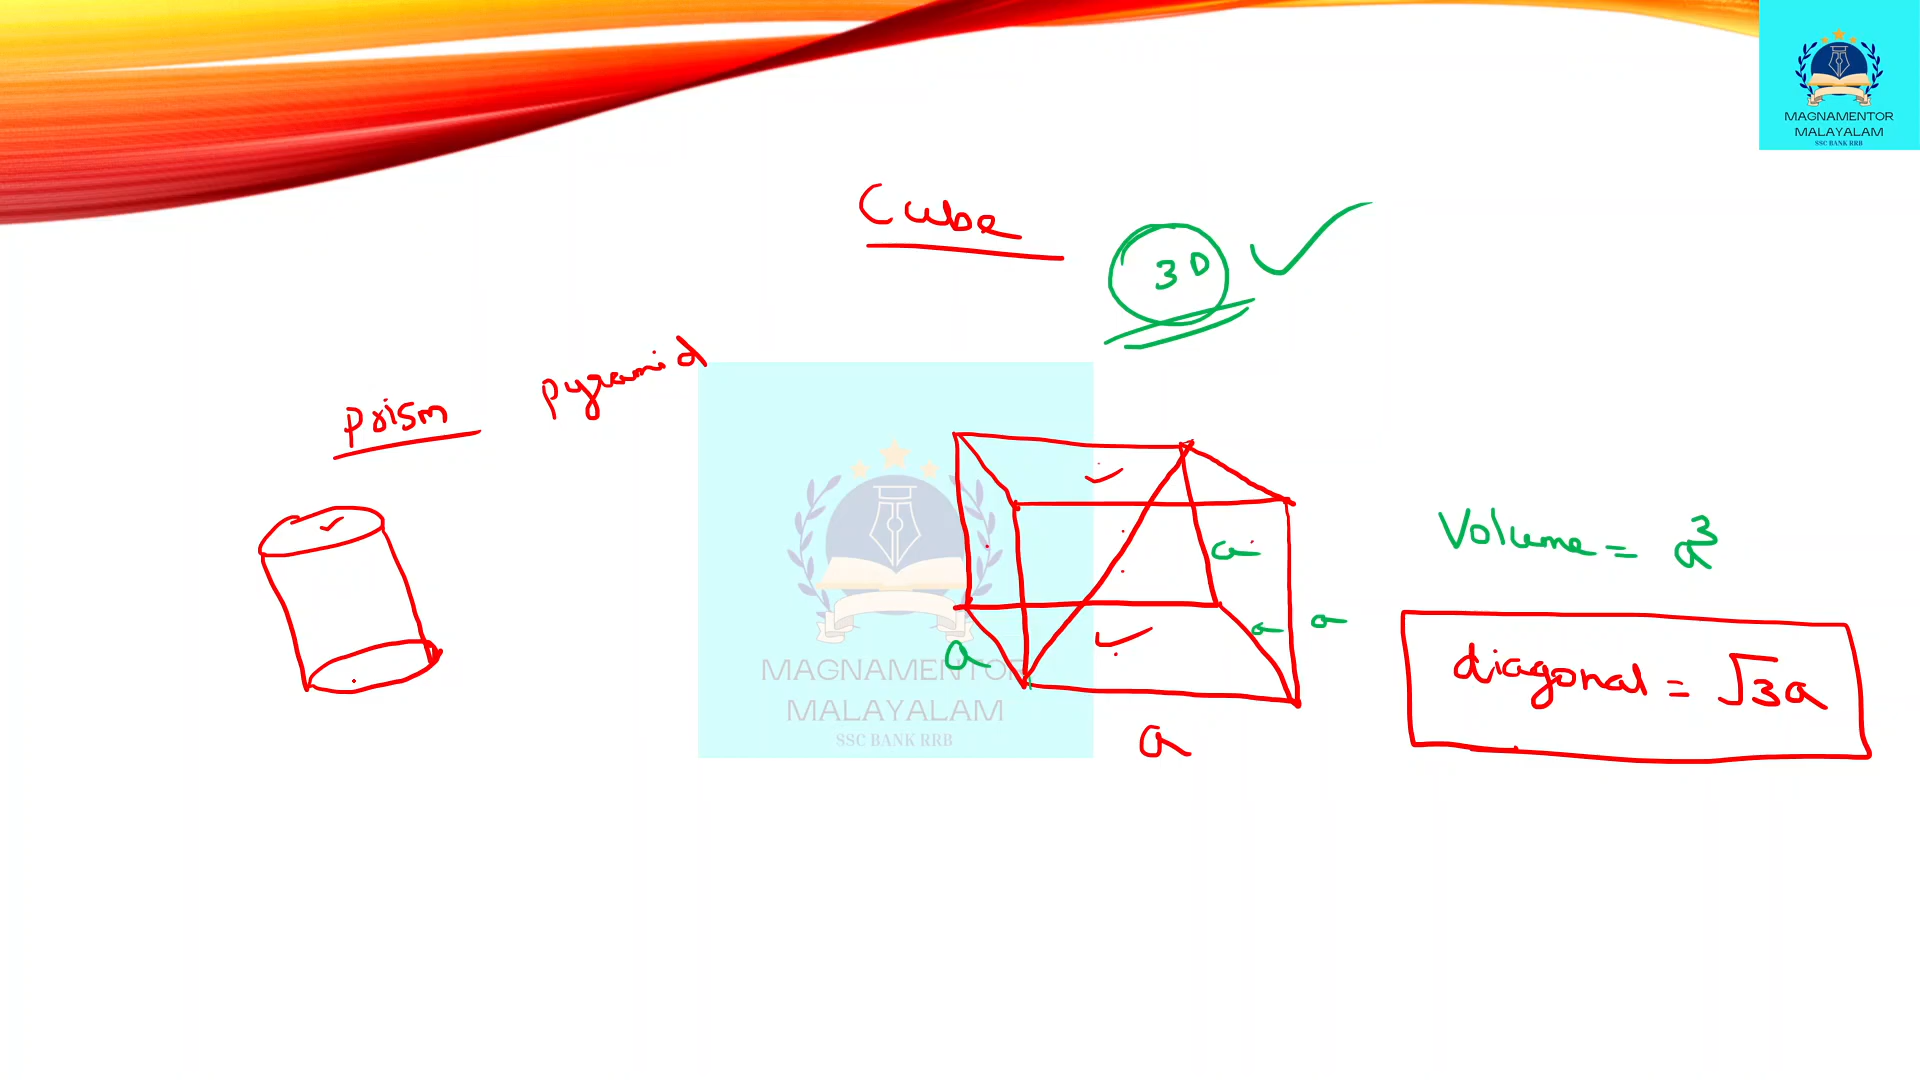 MAGNAMENTOR
MALAYALAM
SSC BANK RRB
Cube
3D
prism
pyramid
a
a
a
a
a
Volume = a³
diagonal = √3a
MAGNAMENTOR
MALAYALAM
SSC BANK RRB